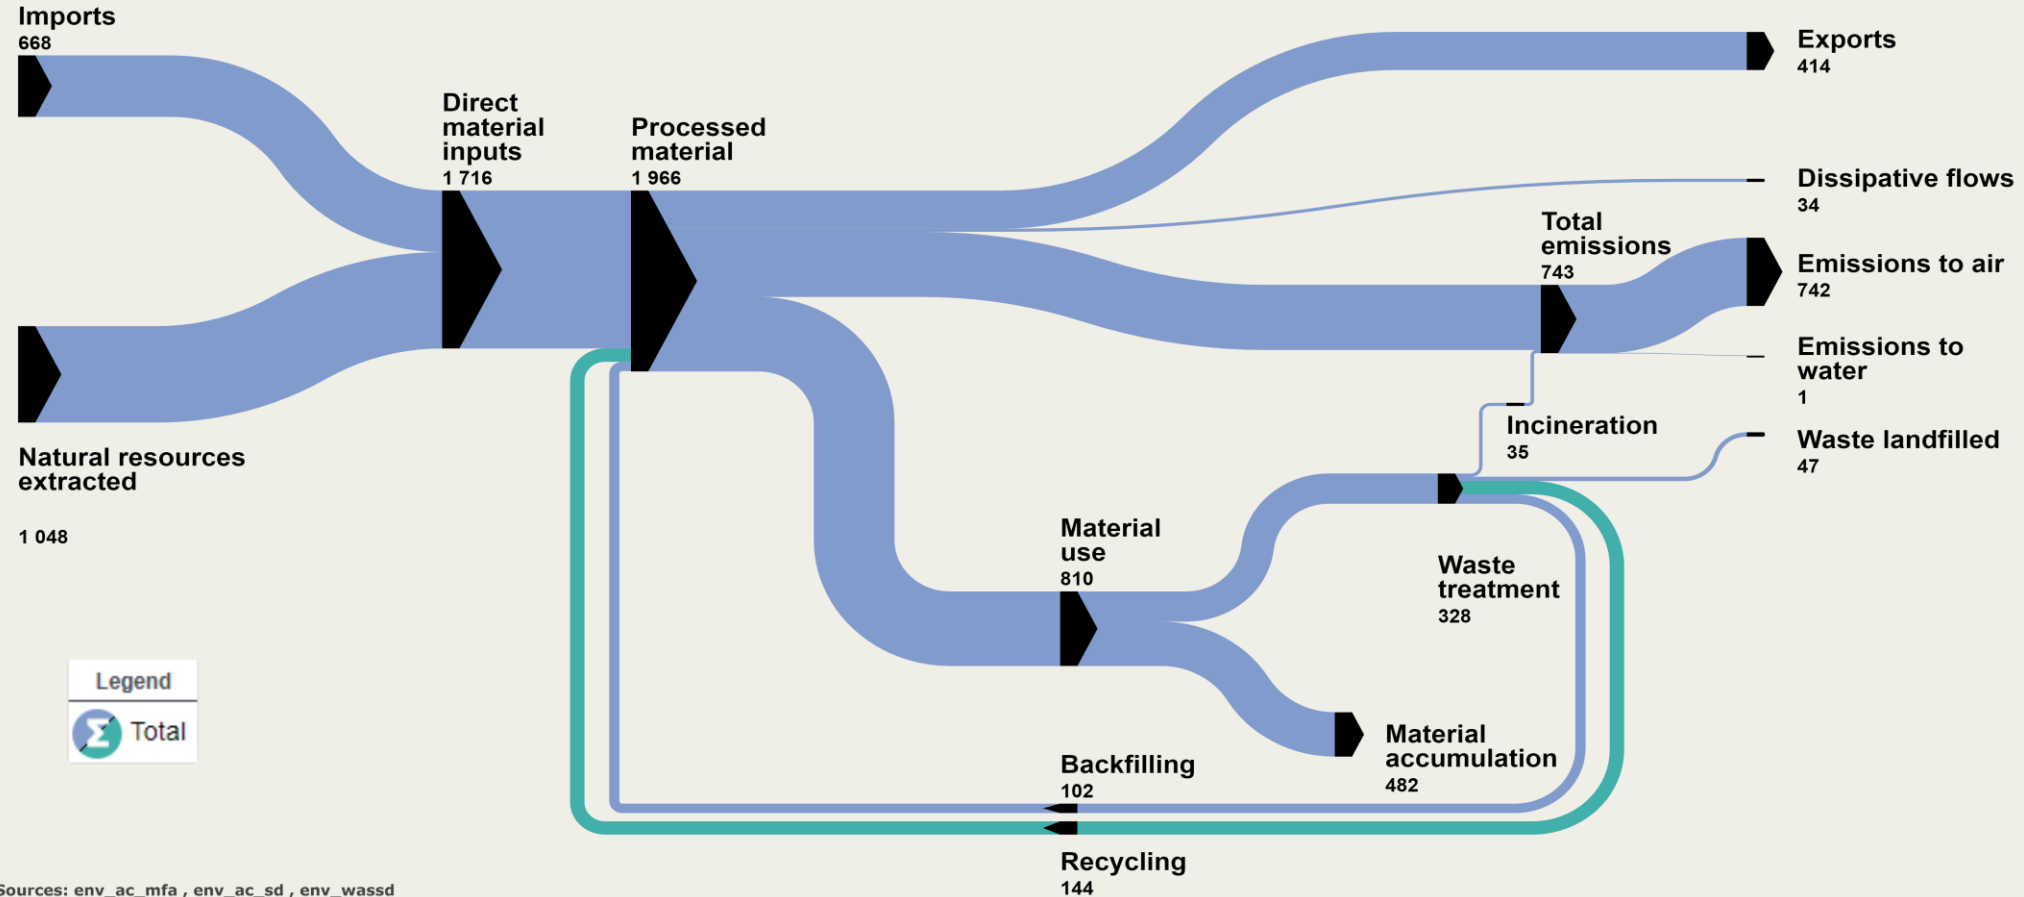 Imports
668
Exports
414
Direct
material
inputs
1 716
Processed
material
1 966
Dissipative flows
34
Total
emissions
743
Emissions to air
742
Emissions to
water
1
Incineration
35
Waste landfilled
47
Natural resources
extracted
1 048
Material
use
810
Waste
treatment
328
Legend
Total
Material
accumulation
482
Backfilling
102
Recycling
144
Sources: env_ac_mfa , env_ac_sd , env_wassd